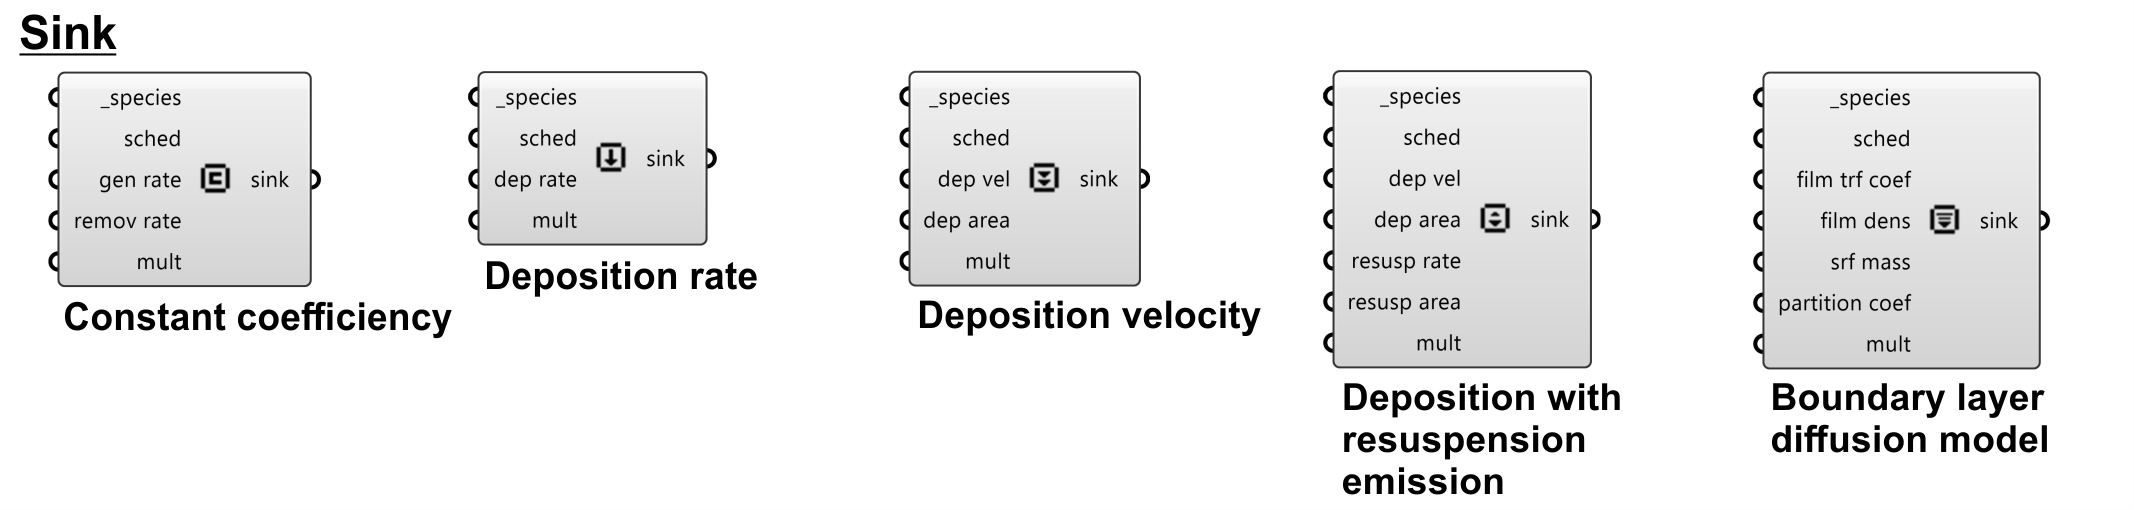 Sink
_species
sched
gen rate
remov rate
mult
sink
Constant coefficiency
_species
sched
dep rate
mult
sink
Deposition rate
_species
sched
dep vel
dep area
mult
sink
Deposition velocity
_species
sched
dep vel
dep area
resusp rate
resusp area
mult
sink
Deposition with
resuspension
emission
_species
sched
film trf coef
film dens
srf mass
partition coef
mult
sink
Boundary layer
diffusion model